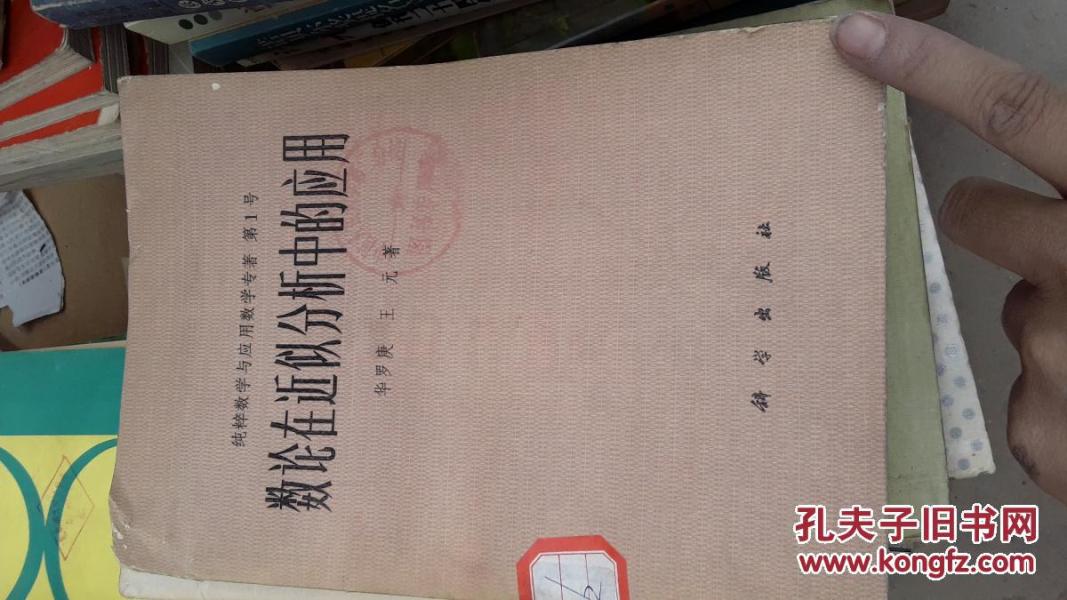 纯粹数学与应用数学专著 第1号
数论在近似分析中的应用
华罗庚 王 元 著
科学出版社
1/2
孔夫子旧书网
www.kongfz.com